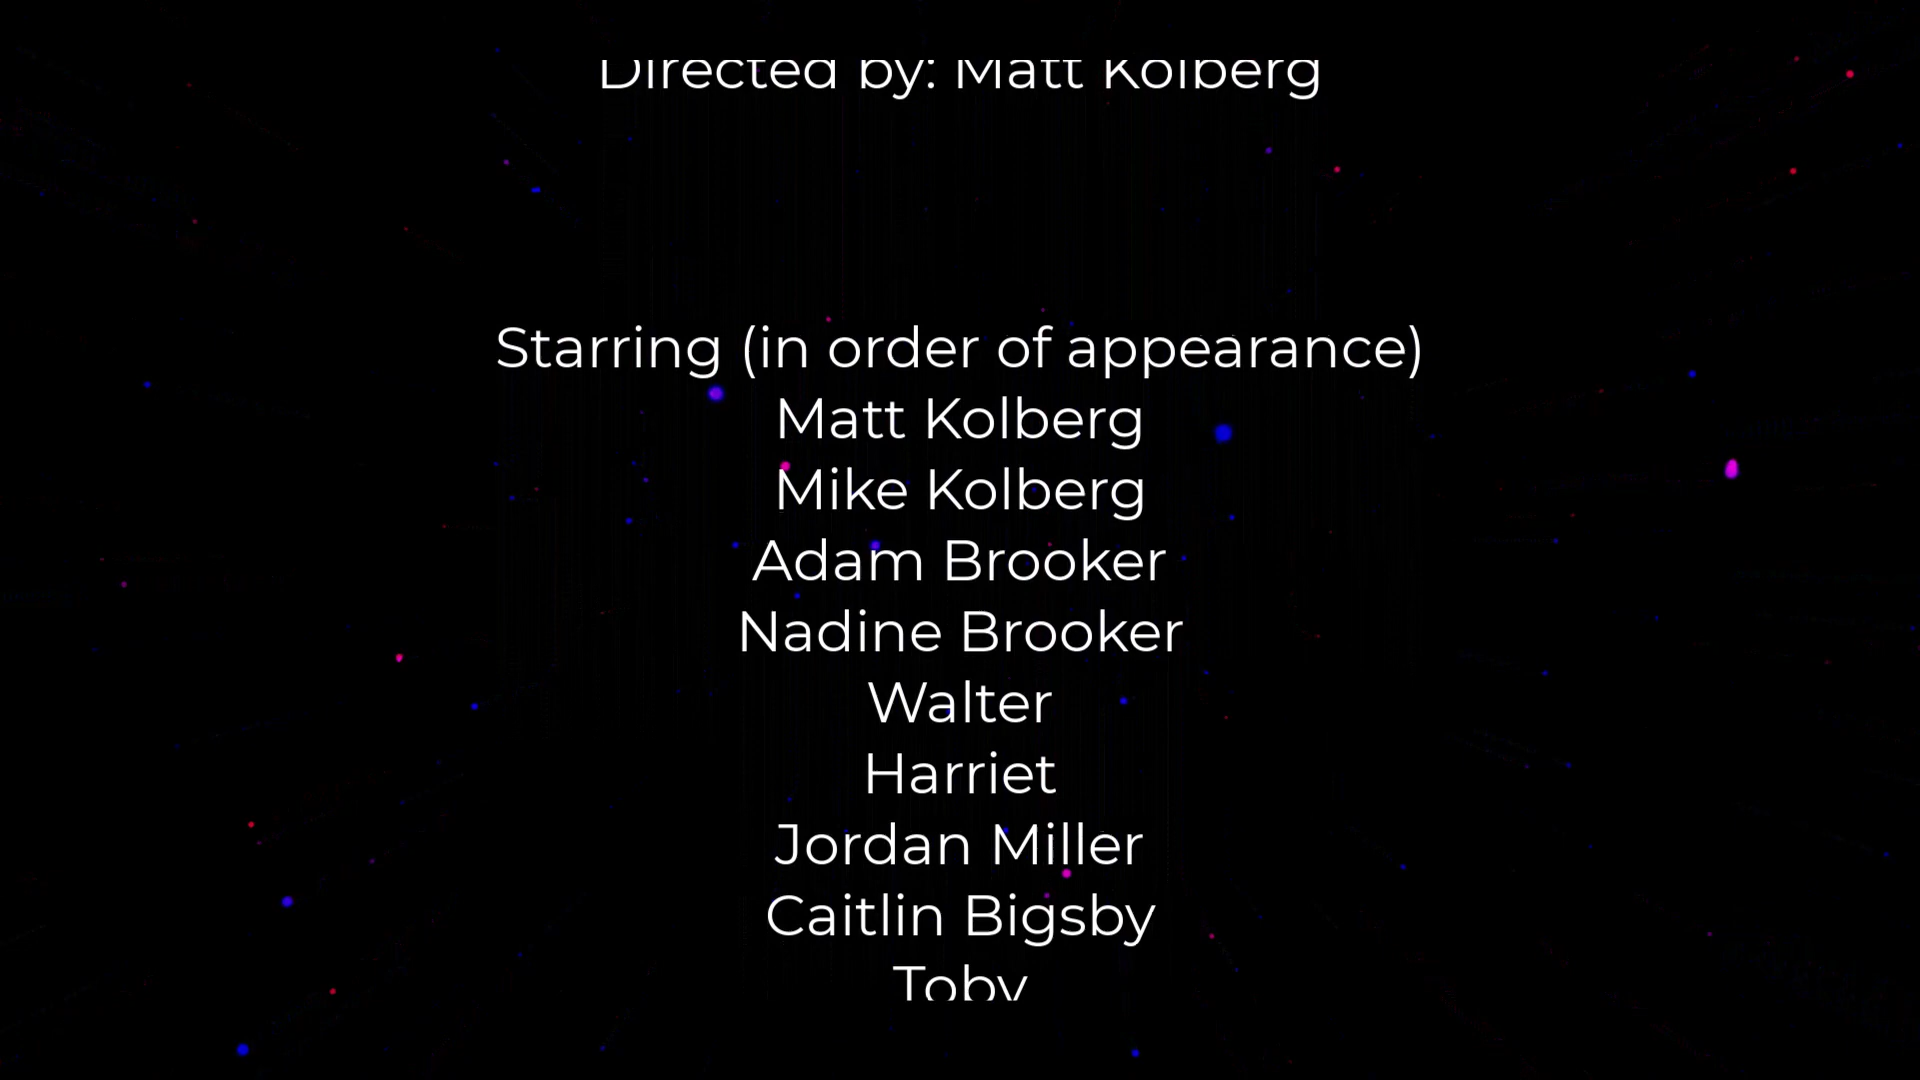 Directed by: Matt Kolberg
Starring (in order of appearance)
Matt Kolberg
Mike Kolberg
Adam Brooker
Nadine Brooker
Walter
Harriet
Jordan Miller
Caitlin Bigsby
Toby